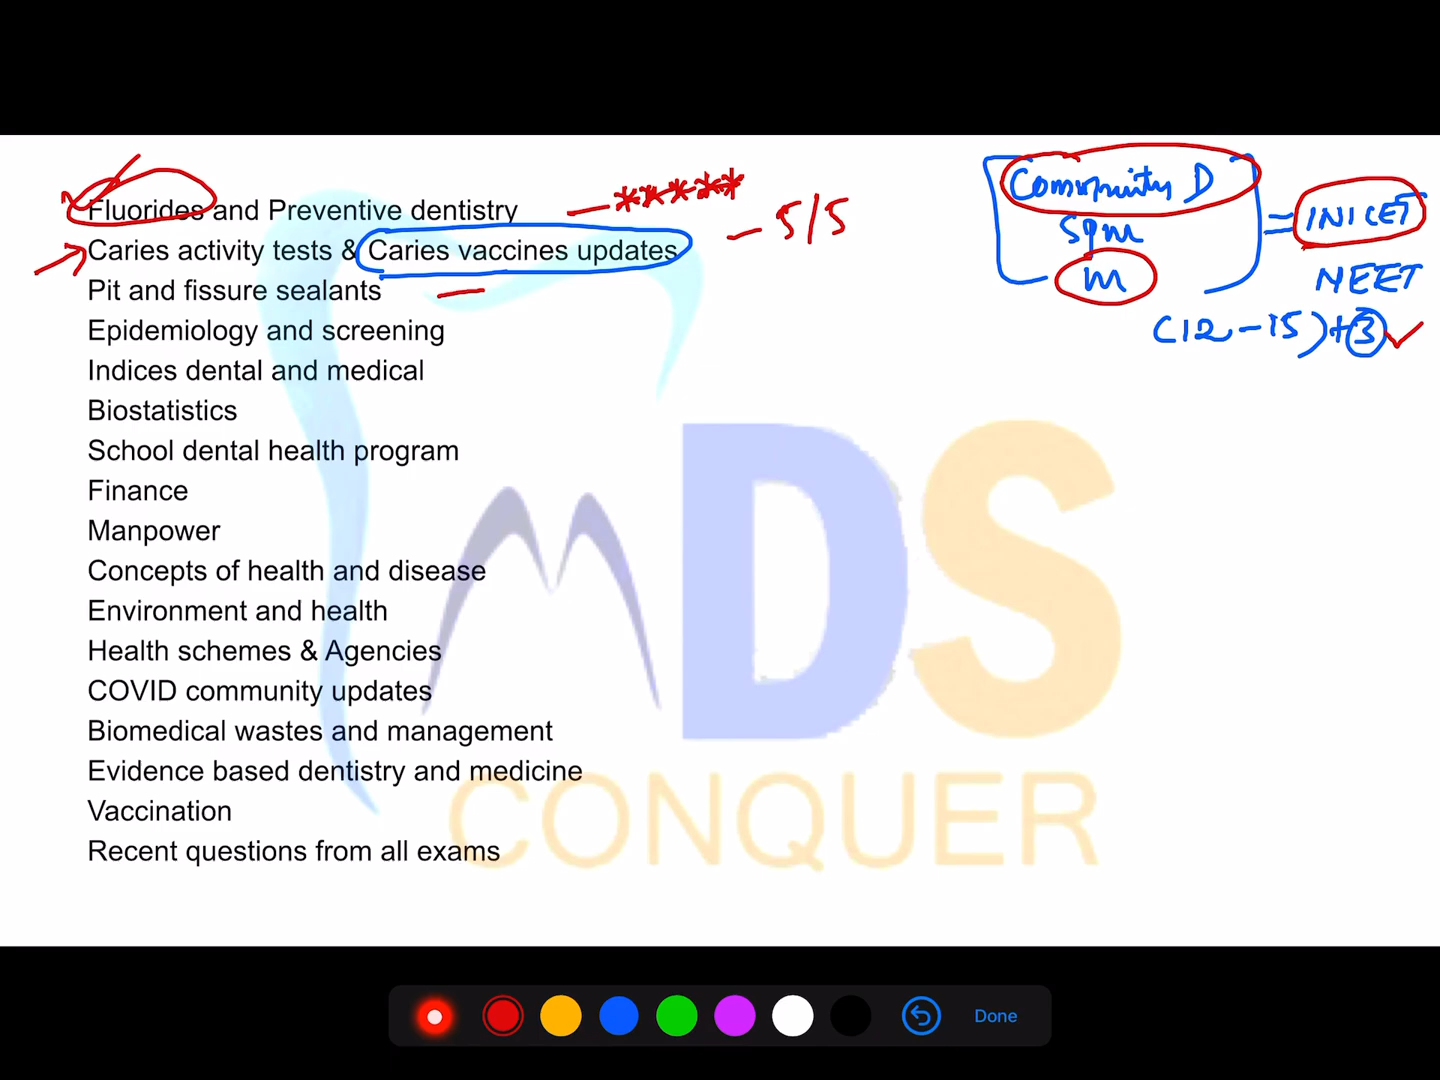 Fluorides and Preventive dentistry - *****
Caries activity tests & Caries vaccines updates - 5/5
Pit and fissure sealants
Epidemiology and screening
Indices dental and medical
Biostatistics
School dental health program
Finance
Manpower
Concepts of health and disease
Environment and health
Health schemes & Agencies
COVID community updates
Biomedical wastes and management
Evidence based dentistry and medicine
Vaccination
Recent questions from all exams
Community D
SPM
M
= INICET
NEET
(12-15)+3
MDS
CONQUER
Done